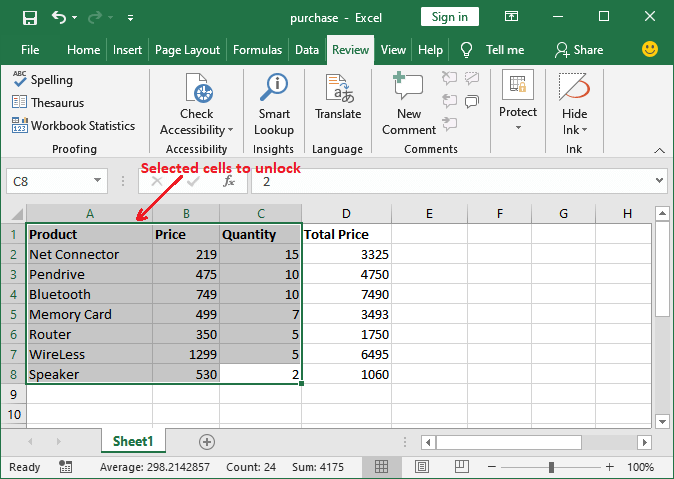 purchase - Excel
Sign in
File Home Insert Page Layout Formulas Data Review View Help Tell me Share
ABC Spelling
Thesaurus
123 Workbook Statistics
Proofing
Check Accessibility
Accessibility
Smart Lookup
Insights
Translate
Language
New Comment
Comments
Protect
Hide Ink
Ink
Selected cells to unlock
C8 fx 2
A B C D E F G H
1 Product Price Quantity Total Price
2 Net Connector 219 15 3325
3 Pendrive 475 10 4750
4 Bluetooth 749 10 7490
5 Memory Card 499 7 3493
6 Router 350 5 1750
7 WireLess 1299 5 6495
8 Speaker 530 2 1060
9
10
Sheet1
Ready Average: 298.2142857 Count: 24 Sum: 4175 100%